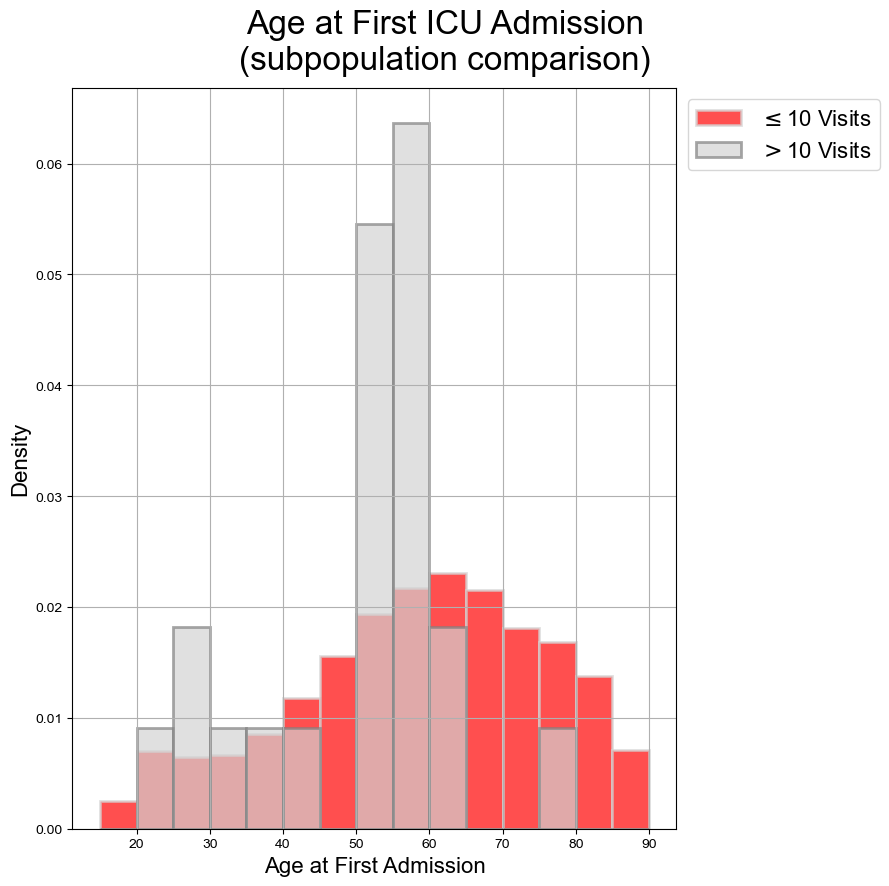 Age at First ICU Admission
(subpopulation comparison)
≤ 10 Visits
> 10 Visits
0.06
0.05
0.04
0.03
0.02
0.01
0.00
Density
20 30 40 50 60 70 80 90
Age at First Admission